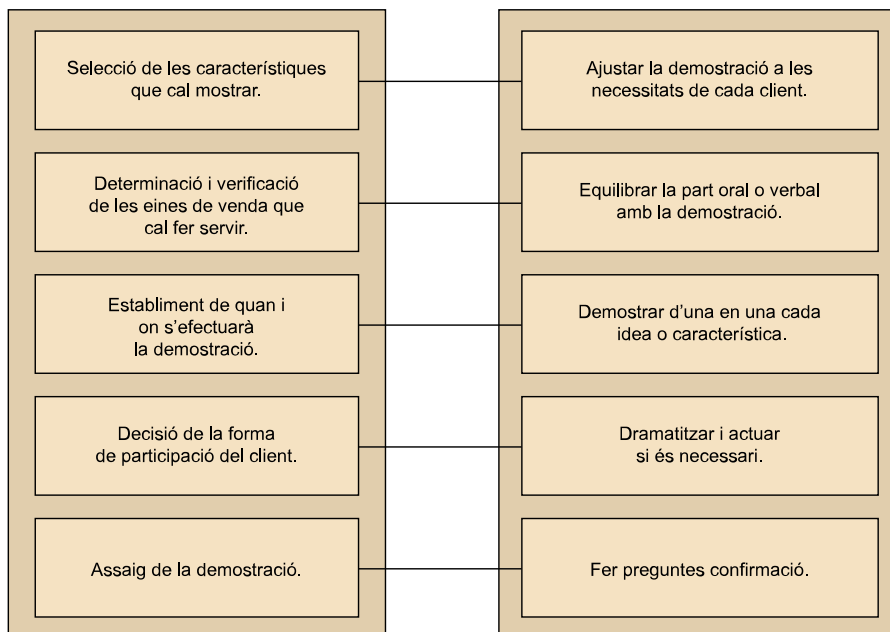 Selecció de les característiques
que cal mostrar.
Ajustar la demostració a les
necessitats de cada client.
Determinació i verificació
de les eines de venda que
cal fer servir.
Equilibrar la part oral o verbal
amb la demostració.
Establiment de quan i
on s'efectuarà
la demostració.
Demostrar d'una en una cada
idea o característica.
Decisió de la forma
de participació del client.
Dramatitzar i actuar
si és necessari.
Assaig de la demostració.
Fer preguntes confirmació.